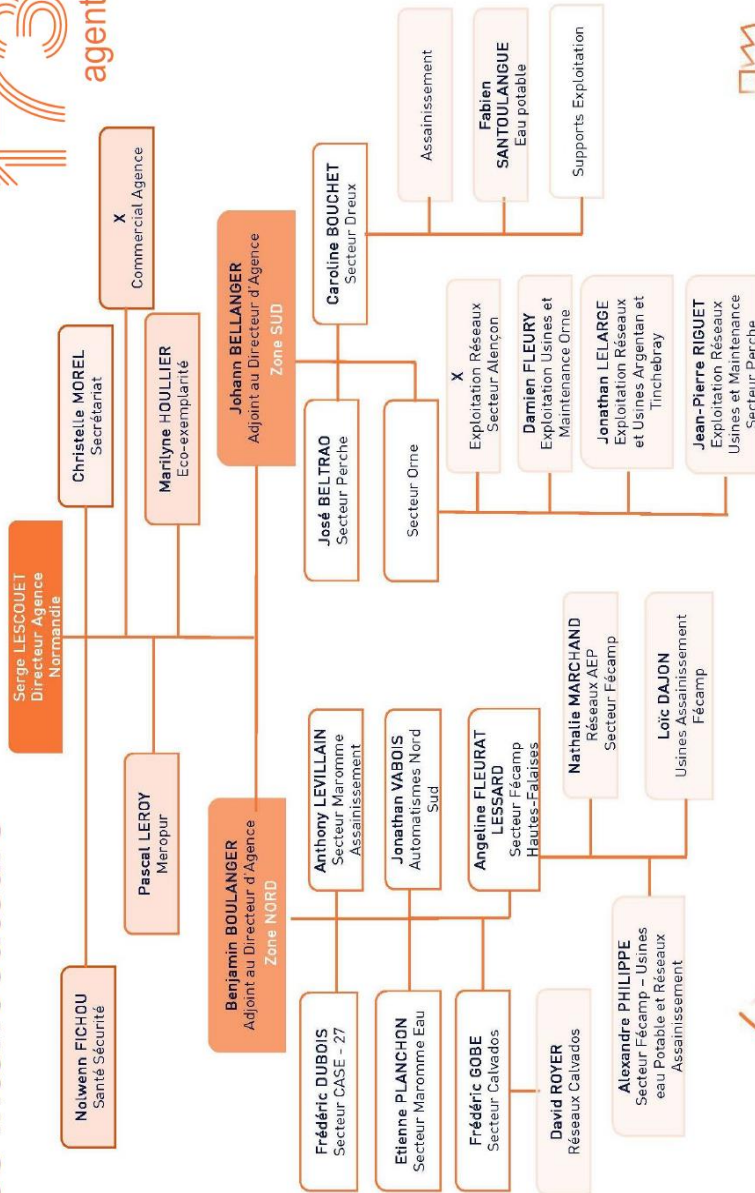 173
agent
Serge LESCOUET
Directeur Agence
Normandie
Nolwenn FICHOU
Santé Sécurité
Christelle MOREL
Secrétariat
X
Commercial Agence
Pascal LEROY
Meropur
Marilyne HOULLIER
Eco-exemplarité
Benjamin BOULANGER
Adjoint au Directeur d'Agence
Zone NORD
Johann BELLANGER
Adjoint au Directeur d'Agence
Zone SUD
Frédéric DUBOIS
Secteur CASE - 27
Anthony LEVILLAIN
Secteur Maromme
Assainissement
Etienne PLANCHON
Secteur Maromme Eau
Jonathan VABOIS
Automatismes Nord
Sud
Frédéric GOBE
Secteur Calvados
Angeline FLEURAT
LESSARD
Secteur Fécamp
Hautes-Falaises
David ROYER
Réseaux Calvados
Nathalie MARCHAND
Réseaux AEP
Secteur Fécamp
Alexandre PHILIPPE
Secteur Fécamp – Usines
eau Potable et Réseaux
Assainissement
Loïc DAJON
Usines Assainissement
Fécamp
José BELTRAO
Secteur Perche
Caroline BOUCHET
Secteur Dreux
Secteur Orne
X
Exploitation Réseaux
Secteur Alençon
Damien FLEURY
Exploitation Usines et
Maintenance Orne
Jonathan LELARGE
Exploitation Réseaux
et Usines Argentan et
Tinchebray
Jean-Pierre RIGUET
Exploitation Réseaux
Usines et Maintenance
Secteur Perche
Assainissement
Fabien
SANTOULANGUE
Eau potable
Supports Exploitation